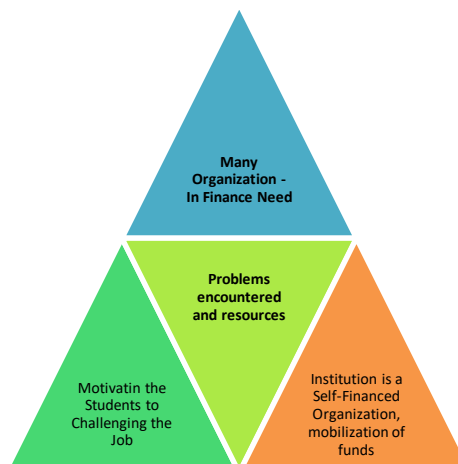 Many
Organization -
In Finance Need
Problems
encountered
and resources
Motivatin the
Students to
Challenging the
Job
Institution is a
Self-Financed
Organization,
mobilization of
funds